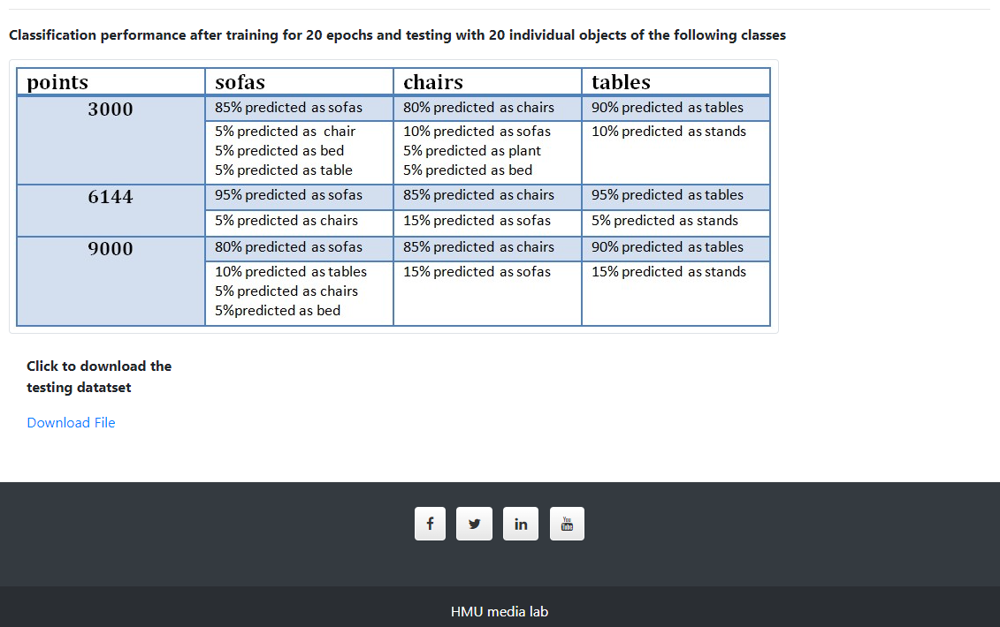 Classification performance after training for 20 epochs and testing with 20 individual objects of the following classes
points sofas chairs tables
3000 85% predicted as sofas 80% predicted as chairs 90% predicted as tables
5% predicted as chair 10% predicted as sofas 10% predicted as stands
5% predicted as bed 5% predicted as plant
5% predicted as table 5% predicted as bed
6144 95% predicted as sofas 85% predicted as chairs 95% predicted as tables
5% predicted as chairs 15% predicted as sofas 5% predicted as stands
9000 80% predicted as sofas 85% predicted as chairs 90% predicted as tables
10% predicted as tables 15% predicted as sofas 15% predicted as stands
5% predicted as chairs
5%predicted as bed
Click to download the
testing datatset
Download File
f in You Tube
HMU media lab